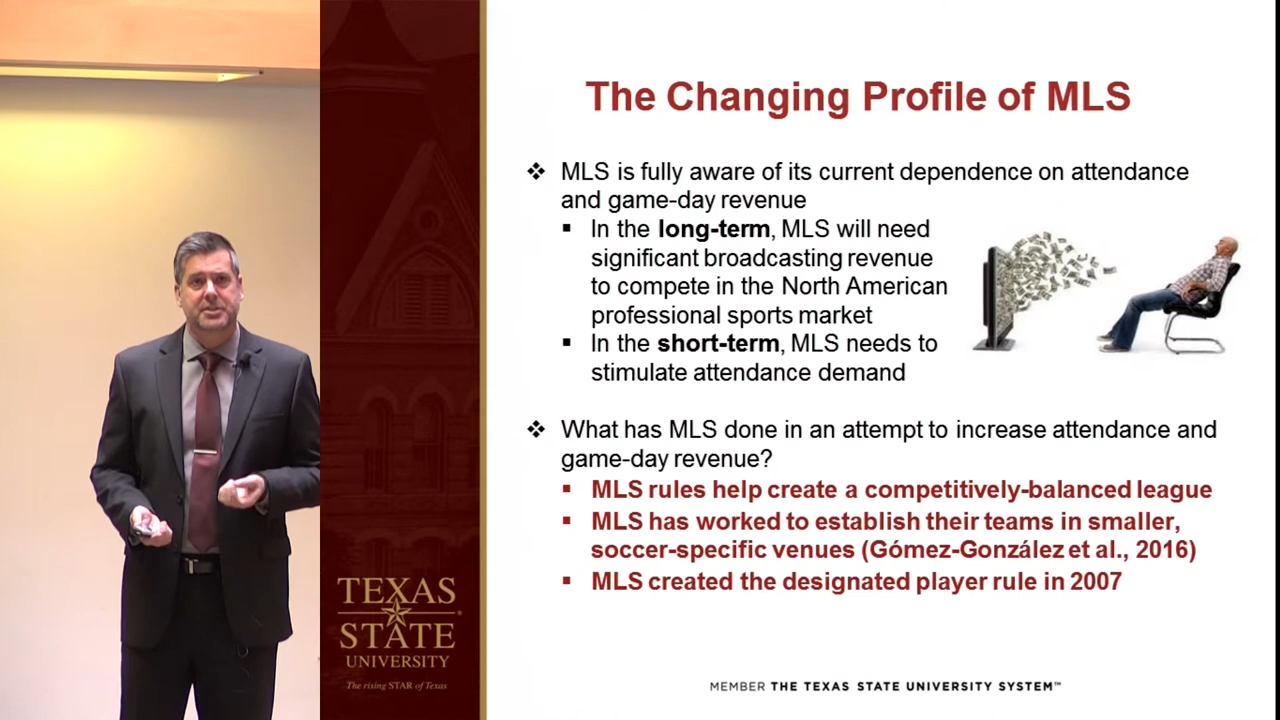 The Changing Profile of MLS
❖ MLS is fully aware of its current dependence on attendance
and game-day revenue
▪ In the long-term, MLS will need
significant broadcasting revenue
to compete in the North American
professional sports market
▪ In the short-term, MLS needs to
stimulate attendance demand
❖ What has MLS done in an attempt to increase attendance and
game-day revenue?
▪ MLS rules help create a competitively-balanced league
▪ MLS has worked to establish their teams in smaller,
soccer-specific venues (Gómez-González et al., 2016)
▪ MLS created the designated player rule in 2007
TEXAS
STATE
UNIVERSITY
The rising STAR of Texas
MEMBER THE TEXAS STATE UNIVERSITY SYSTEM™